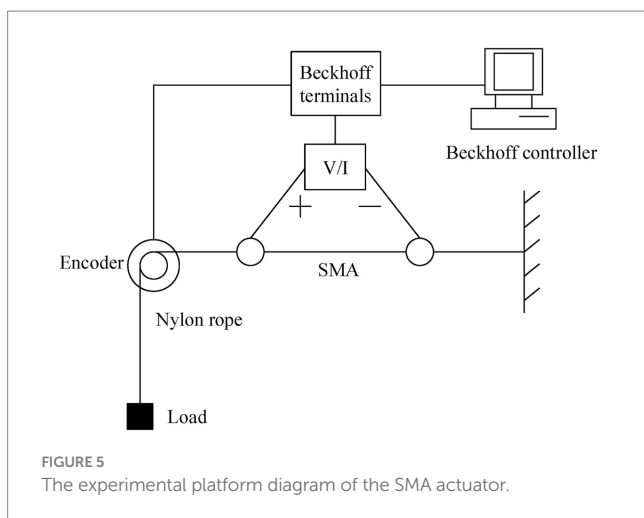 Beckhoff
terminals
Beckhoff controller
V/I
+
−
Encoder
SMA
Nylon rope
Load
FIGURE 5
The experimental platform diagram of the SMA actuator.